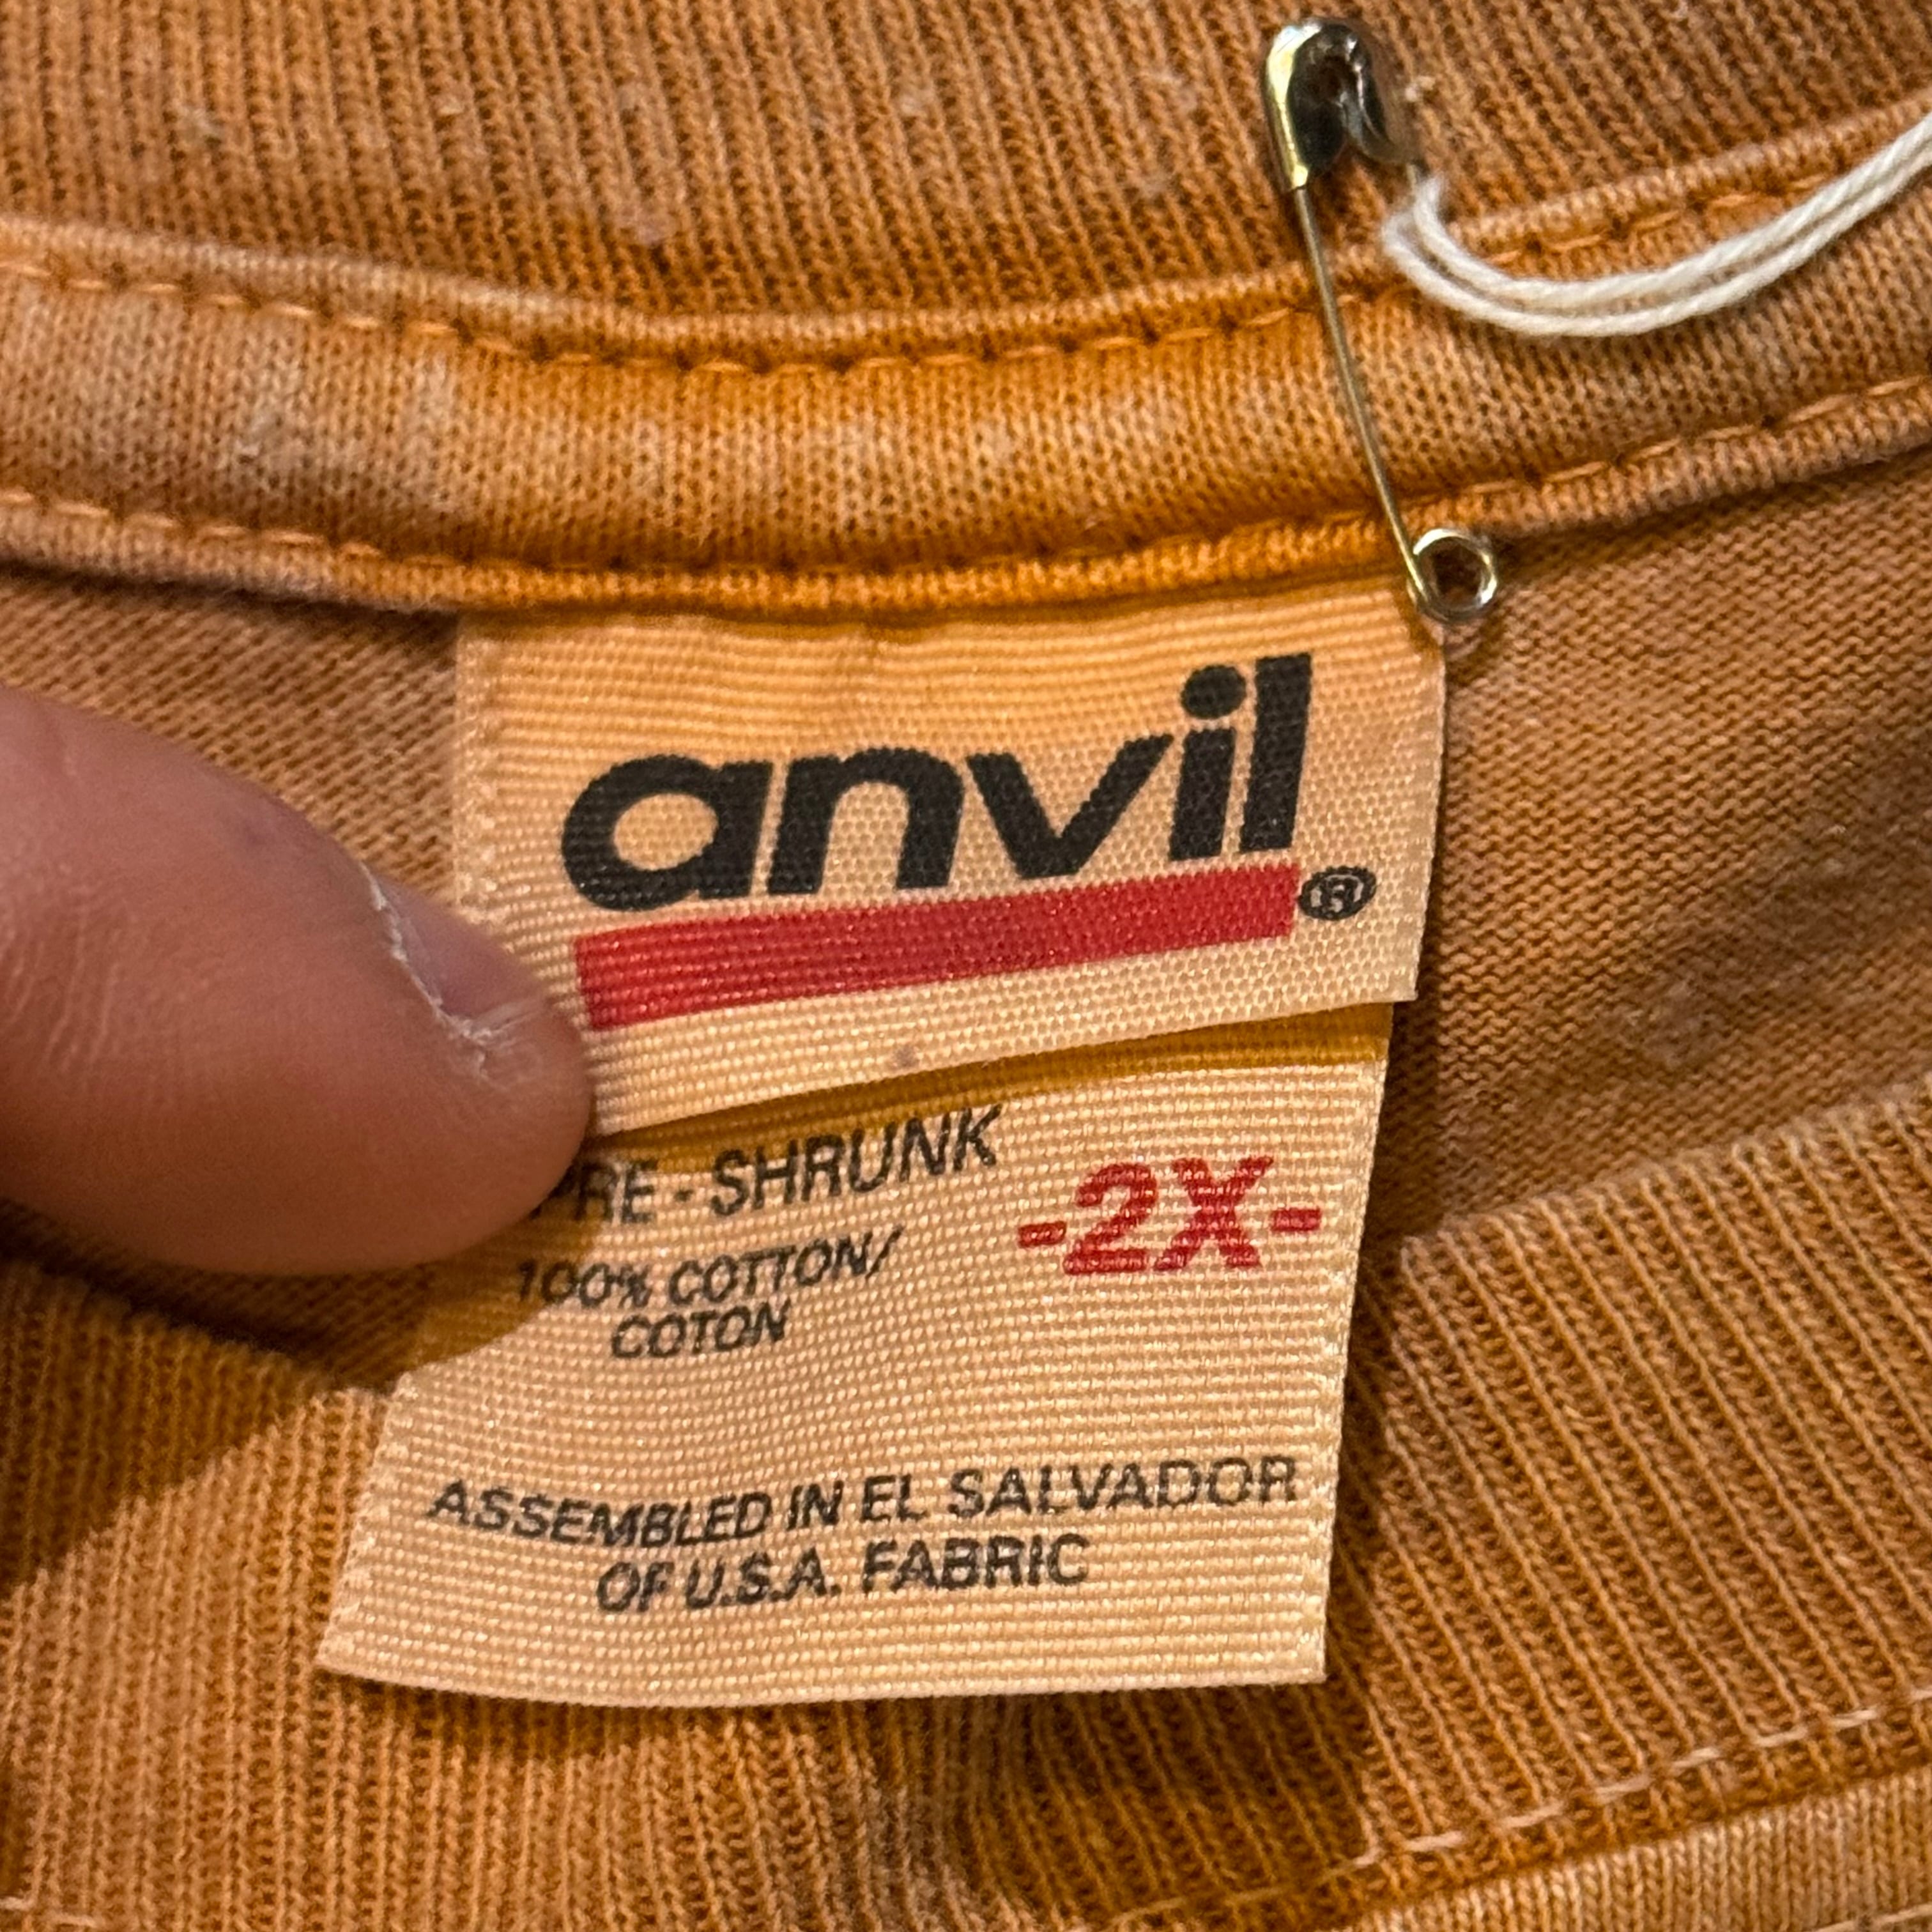 anvil®
PRE-SHRUNK
-2X-
100% COTTON/
COTON
ASSEMBLED IN EL SALVADOR
OF U.S.A. FABRIC